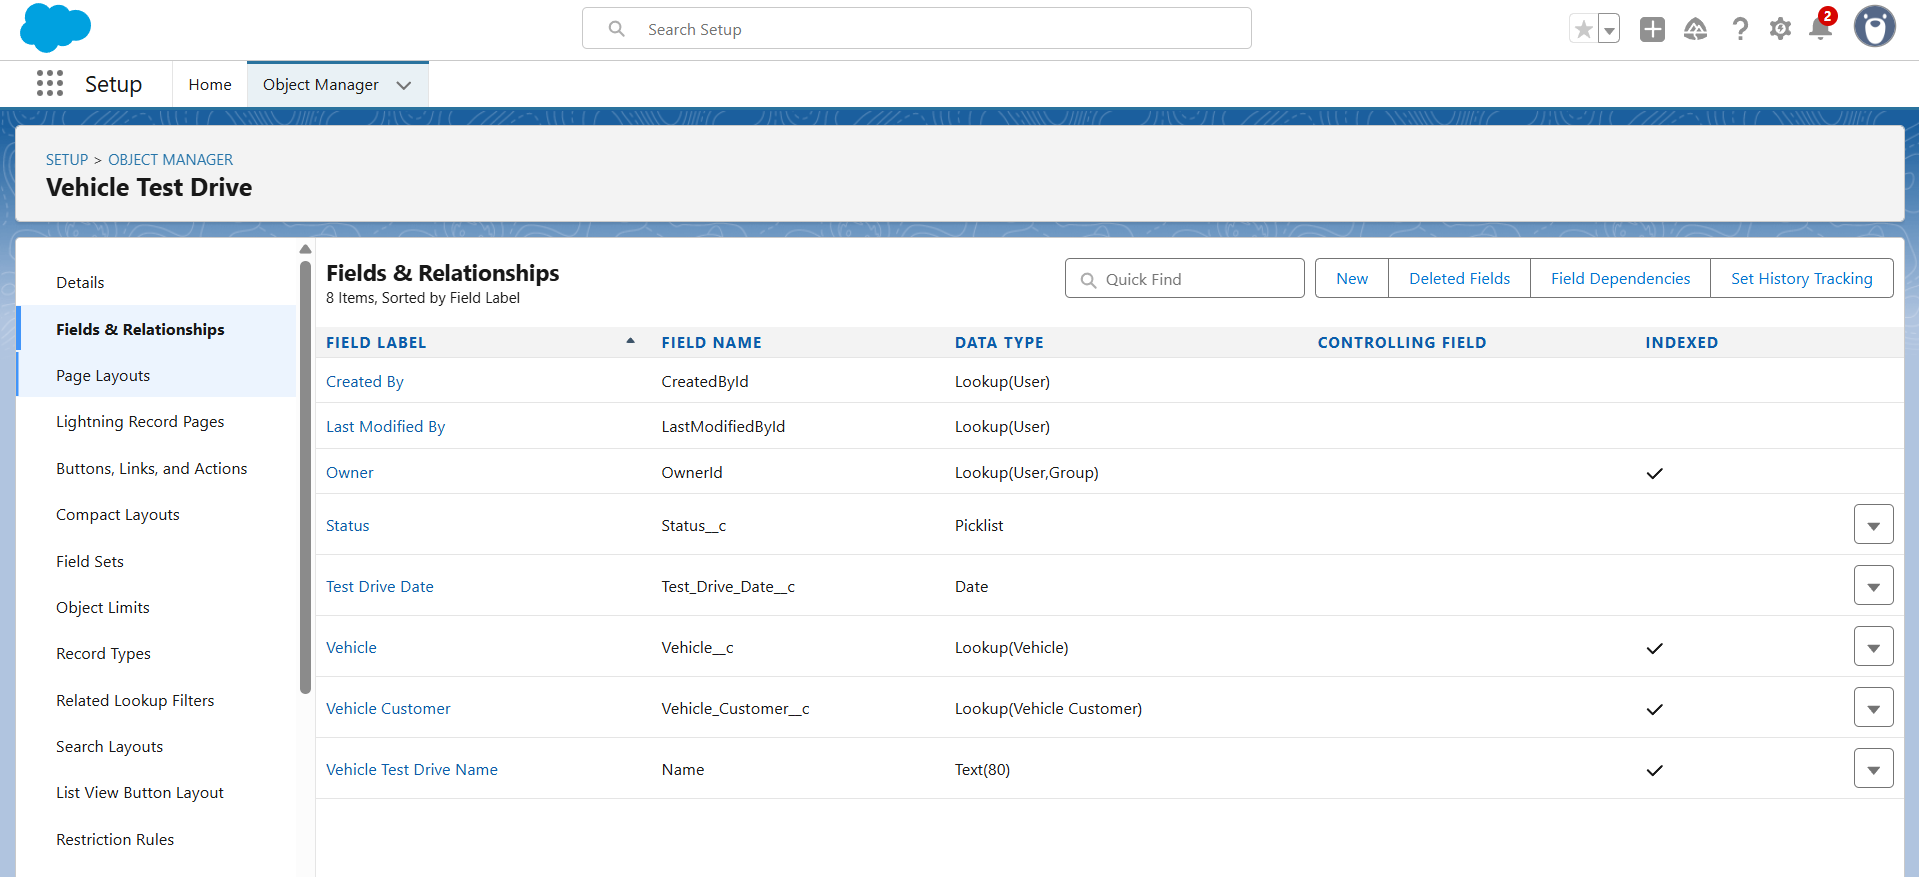 Search Setup
2
Setup
Home
Object Manager
SETUP > OBJECT MANAGER
Vehicle Test Drive
Details
Fields & Relationships
Page Layouts
Lightning Record Pages
Buttons, Links, and Actions
Compact Layouts
Field Sets
Object Limits
Record Types
Related Lookup Filters
Search Layouts
List View Button Layout
Restriction Rules
Fields & Relationships
8 Items, Sorted by Field Label
Quick Find
New
Deleted Fields
Field Dependencies
Set History Tracking
FIELD LABEL FIELD NAME DATA TYPE CONTROLLING FIELD INDEXED
Created By CreatedById Lookup(User)
Last Modified By LastModifiedById Lookup(User)
Owner OwnerId Lookup(User,Group)
Status Status__c Picklist
Test Drive Date Test_Drive_Date__c Date
Vehicle Vehicle__c Lookup(Vehicle)
Vehicle Customer Vehicle_Customer__c Lookup(Vehicle Customer)
Vehicle Test Drive Name Name Text(80)